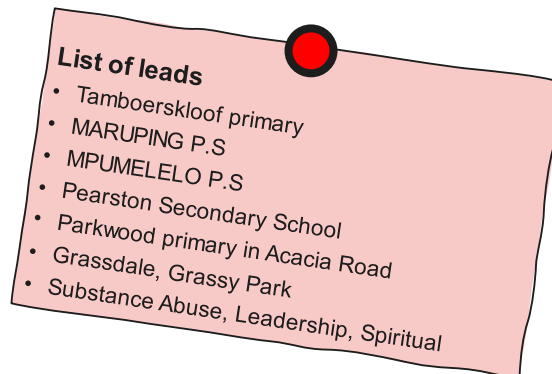 List of leads
• Tamboerskloof primary
• MARUPING P.S
• MPUMELELO P.S
• Pearston Secondary School
• Parkwood primary in Acacia Road
• Grassdale, Grassy Park
• Substance Abuse, Leadership, Spiritual